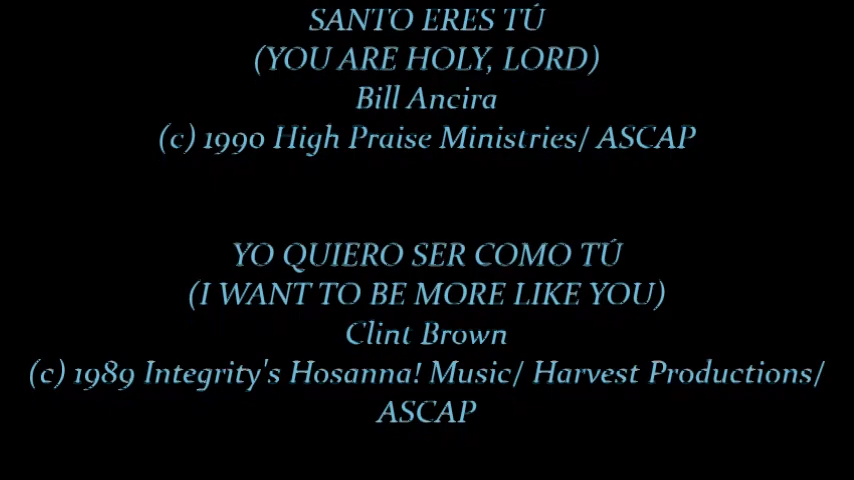 SANTO ERES TÚ
(YOU ARE HOLY, LORD)
Bill Ancira
(c) 1990 High Praise Ministries/ ASCAP
YO QUIERO SER COMO TÚ
(I WANT TO BE MORE LIKE YOU)
Clint Brown
(c) 1989 Integrity's Hosanna! Music/ Harvest Productions/
ASCAP